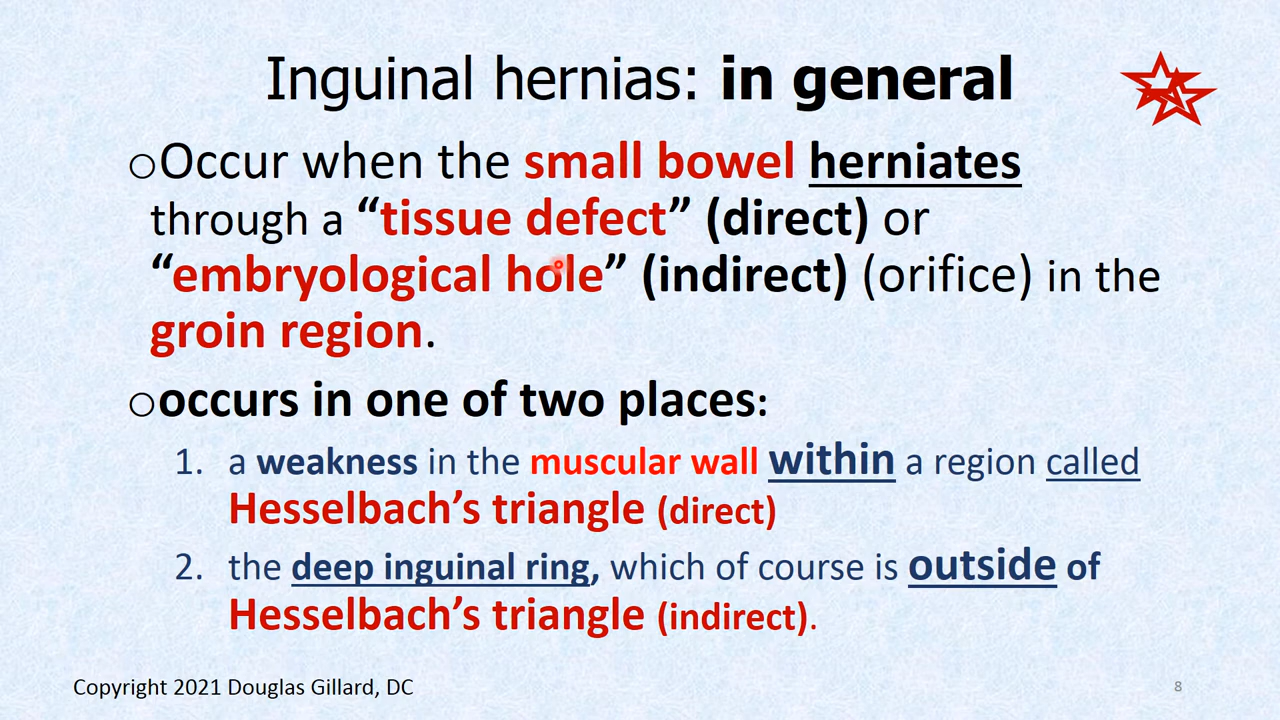 Inguinal hernias: in general
○Occur when the small bowel herniates
through a “tissue defect” (direct) or
“embryological hole” (indirect) (orifice) in the
groin region.
○occurs in one of two places:
1. a weakness in the muscular wall within a region called
Hesselbach’s triangle (direct)
2. the deep inguinal ring, which of course is outside of
Hesselbach’s triangle (indirect).
Copyright 2021 Douglas Gillard, DC
8